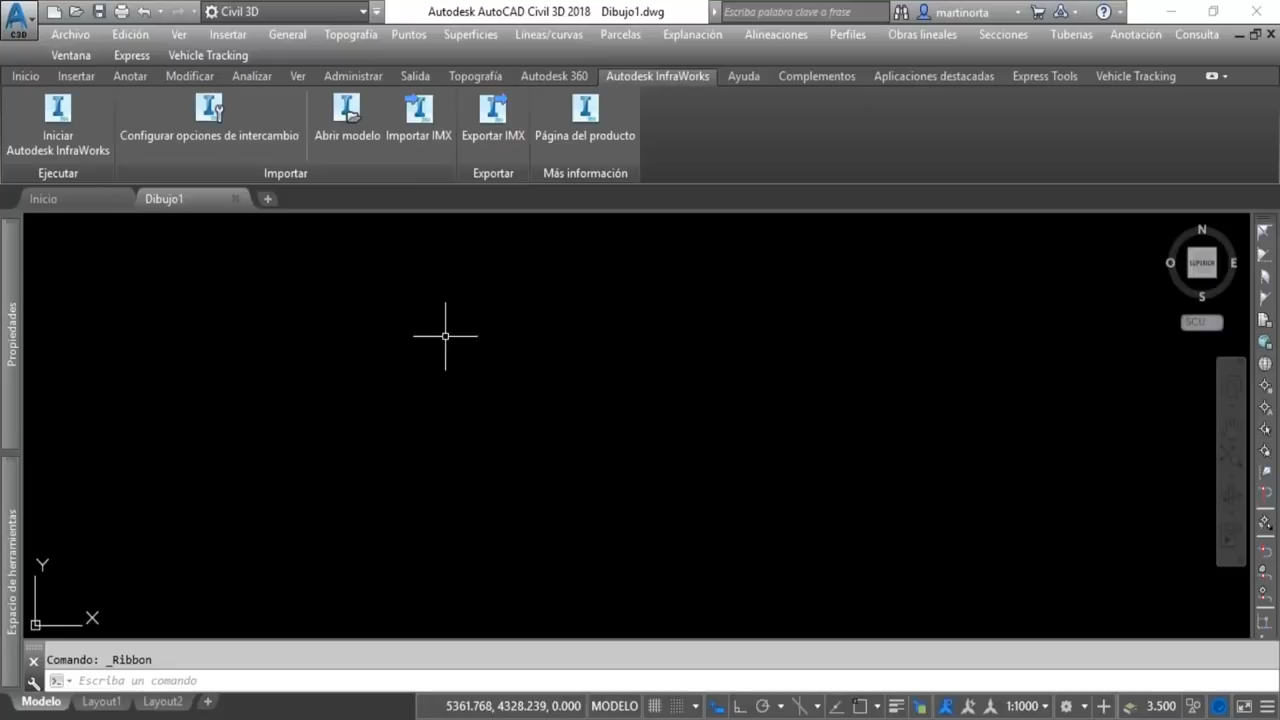 Civil 3D
Autodesk AutoCAD Civil 3D 2018 Dibujo1.dwg
Escriba palabra clave o frase
martinorta
C3D
Archivo Edición Ver Insertar General Topografía Puntos Superficies Líneas/curvas Parcelas Explanación Alineaciones Perfiles Obras lineales Secciones Tuberías Anotación Consulta
Ventana Express Vehicle Tracking
Inicio Insertar Anotar Modificar Analizar Ver Administrar Salida Topografía Autodesk 360 Autodesk InfraWorks Ayuda Complementos Aplicaciones destacadas Express Tools Vehicle Tracking
Iniciar
Autodesk InfraWorks
Configurar opciones de intercambio
Abrir modelo
Importar IMX
Exportar IMX
Página del producto
Ejecutar Importar Exportar Más información
Inicio Dibujo1
N
O SUPERIOR E
S
SCU
Propiedades
Espacio de herramientas
Y
X
Comando: _Ribbon
Escriba un comando
Modelo Layout1 Layout2 +
5361.768, 4328.239, 0.000 MODELO 1:1000 3.500